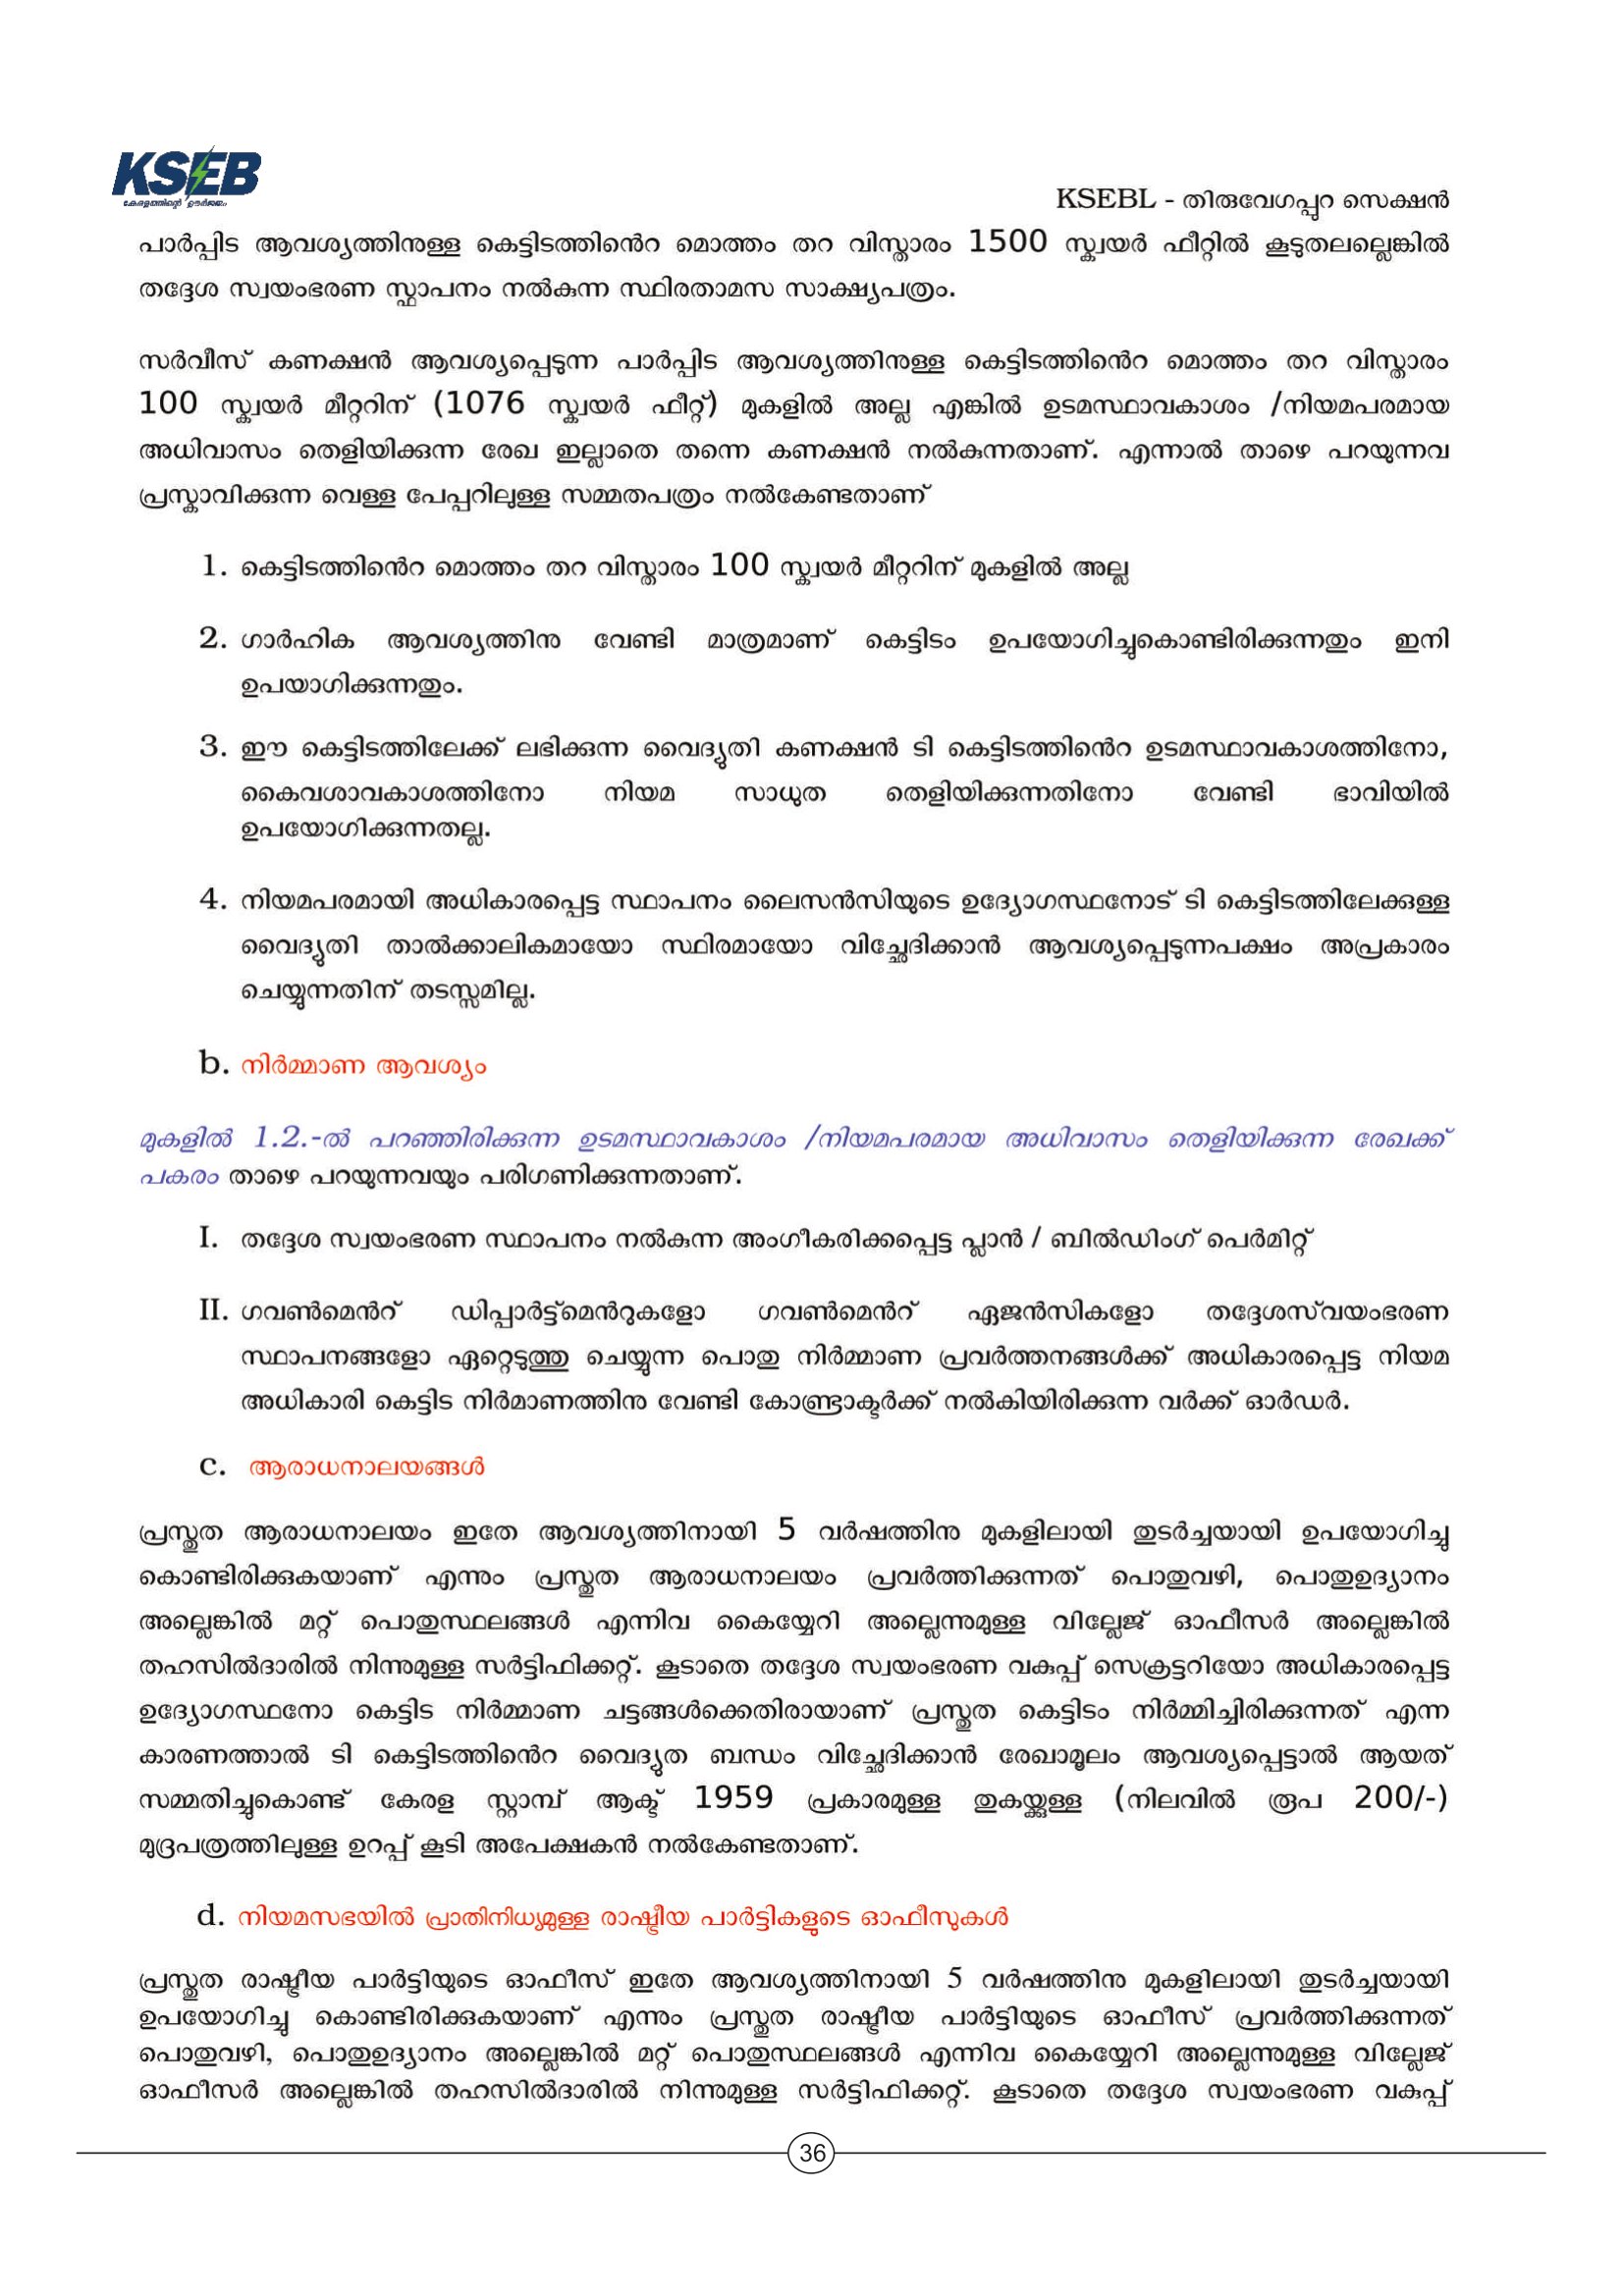 KSEB
കേരളത്തിന്റെ ഊർജ്ജം
KSEBL - തിരുവേഗപ്പുറ സെക്ഷൻ
പാർപ്പിട ആവശ്യത്തിനുള്ള കെട്ടിടത്തിൻെറ മൊത്തം തറ വിസ്താരം 1500 സ്ക്വയർ ഫീറ്റിൽ കൂടുതലല്ലെങ്കിൽ
തദ്ദേശ സ്വയംഭരണ സ്ഥാപനം നൽകുന്ന സ്ഥിരതാമസ സാക്ഷ്യപത്രം.
സർവീസ് കണക്ഷൻ ആവശ്യപ്പെടുന്ന പാർപ്പിട ആവശ്യത്തിനുള്ള കെട്ടിടത്തിൻെറ മൊത്തം തറ വിസ്താരം
100 സ്ക്വയർ മീറ്ററിന് (1076 സ്ക്വയർ ഫീറ്റ്) മുകളിൽ അല്ല എങ്കിൽ ഉടമസ്ഥാവകാശം /നിയമപരമായ
അധിവാസം തെളിയിക്കുന്ന രേഖ ഇല്ലാതെ തന്നെ കണക്ഷൻ നൽകുന്നതാണ്. എന്നാൽ താഴെ പറയുന്നവ
പ്രസ്താവിക്കുന്ന വെള്ള പേപ്പറിലുള്ള സമ്മതപത്രം നൽകേണ്ടതാണ്
1. കെട്ടിടത്തിൻെറ മൊത്തം തറ വിസ്താരം 100 സ്ക്വയർ മീറ്ററിന് മുകളിൽ അല്ല
2. ഗാർഹിക ആവശ്യത്തിനു വേണ്ടി മാത്രമാണ് കെട്ടിടം ഉപയോഗിച്ചുകൊണ്ടിരിക്കുന്നതും ഇനി
ഉപയാഗിക്കുന്നതും.
3. ഈ കെട്ടിടത്തിലേക്ക് ലഭിക്കുന്ന വൈദ്യുതി കണക്ഷൻ ടി കെട്ടിടത്തിൻെറ ഉടമസ്ഥാവകാശത്തിനോ,
കൈവശാവകാശത്തിനോ നിയമ സാധുത തെളിയിക്കുന്നതിനോ വേണ്ടി ഭാവിയിൽ
ഉപയോഗിക്കുന്നതല്ല.
4. നിയമപരമായി അധികാരപ്പെട്ട സ്ഥാപനം ലൈസൻസിയുടെ ഉദ്യോഗസ്ഥനോട് ടി കെട്ടിടത്തിലേക്കുള്ള
വൈദ്യുതി താൽക്കാലികമായോ സ്ഥിരമായോ വിച്ഛേദിക്കാൻ ആവശ്യപ്പെടുന്നപക്ഷം അപ്രകാരം
ചെയ്യുന്നതിന് തടസ്സമില്ല.
b. നിർമ്മാണ ആവശ്യം
മുകളിൽ 1.2.-ൽ പറഞ്ഞിരിക്കുന്ന ഉടമസ്ഥാവകാശം /നിയമപരമായ അധിവാസം തെളിയിക്കുന്ന രേഖക്ക്
പകരം താഴെ പറയുന്നവയും പരിഗണിക്കുന്നതാണ്.
I. തദ്ദേശ സ്വയംഭരണ സ്ഥാപനം നൽകുന്ന അംഗീകരിക്കപ്പെട്ട പ്ലാൻ / ബിൽഡിംഗ് പെർമിറ്റ്
II. ഗവൺമെൻറ് ഡിപ്പാർട്ട്മെൻറുകളോ ഗവൺമെൻറ് ഏജൻസികളോ തദ്ദേശസ്‌വയംഭരണ
സ്ഥാപനങ്ങളോ ഏറ്റെടുത്തു ചെയ്യുന്ന പൊതു നിർമ്മാണ പ്രവർത്തനങ്ങൾക്ക് അധികാരപ്പെട്ട നിയമ
അധികാരി കെട്ടിട നിർമാണത്തിനു വേണ്ടി കോൺട്രാക്ടർക്ക് നൽകിയിരിക്കുന്ന വർക്ക് ഓർഡർ.
c. ആരാധനാലയങ്ങൾ
പ്രസ്തുത ആരാധനാലയം ഇതേ ആവശ്യത്തിനായി 5 വർഷത്തിനു മുകളിലായി തുടർച്ചയായി ഉപയോഗിച്ചു
കൊണ്ടിരിക്കുകയാണ് എന്നും പ്രസ്തുത ആരാധനാലയം പ്രവർത്തിക്കുന്നത് പൊതുവഴി, പൊതുഉദ്യാനം
അല്ലെങ്കിൽ മറ്റ് പൊതുസ്ഥലങ്ങൾ എന്നിവ കൈയ്യേറി അല്ലെന്നുമുള്ള വില്ലേജ് ഓഫീസർ അല്ലെങ്കിൽ
തഹസിൽദാരിൽ നിന്നുമുള്ള സർട്ടിഫിക്കറ്റ്. കൂടാതെ തദ്ദേശ സ്വയംഭരണ വകുപ്പ് സെക്രട്ടറിയോ അധികാരപ്പെട്ട
ഉദ്യോഗസ്ഥനോ കെട്ടിട നിർമ്മാണ ചട്ടങ്ങൾക്കെതിരായാണ് പ്രസ്തുത കെട്ടിടം നിർമ്മിച്ചിരിക്കുന്നത് എന്ന
കാരണത്താൽ ടി കെട്ടിടത്തിൻെറ വൈദ്യുത ബന്ധം വിച്ഛേദിക്കാൻ രേഖാമൂലം ആവശ്യപ്പെട്ടാൽ ആയത്
സമ്മതിച്ചുകൊണ്ട് കേരള സ്റ്റാമ്പ് ആക്ട് 1959 പ്രകാരമുള്ള തുകയ്ക്കുള്ള (നിലവിൽ രൂപ 200/-)
മുദ്രപത്രത്തിലുള്ള ഉറപ്പ് കൂടി അപേക്ഷകൻ നൽകേണ്ടതാണ്.
d. നിയമസഭയിൽ പ്രാതിനിധ്യമുള്ള രാഷ്ട്രീയ പാർട്ടികളുടെ ഓഫീസുകൾ
പ്രസ്തുത രാഷ്ട്രീയ പാർട്ടിയുടെ ഓഫീസ് ഇതേ ആവശ്യത്തിനായി 5 വർഷത്തിനു മുകളിലായി തുടർച്ചയായി
ഉപയോഗിച്ചു കൊണ്ടിരിക്കുകയാണ് എന്നും പ്രസ്തുത രാഷ്ട്രീയ പാർട്ടിയുടെ ഓഫീസ് പ്രവർത്തിക്കുന്നത്
പൊതുവഴി, പൊതുഉദ്യാനം അല്ലെങ്കിൽ മറ്റ് പൊതുസ്ഥലങ്ങൾ എന്നിവ കൈയ്യേറി അല്ലെന്നുമുള്ള വില്ലേജ്
ഓഫീസർ അല്ലെങ്കിൽ തഹസിൽദാരിൽ നിന്നുമുള്ള സർട്ടിഫിക്കറ്റ്. കൂടാതെ തദ്ദേശ സ്വയംഭരണ വകുപ്പ്
36